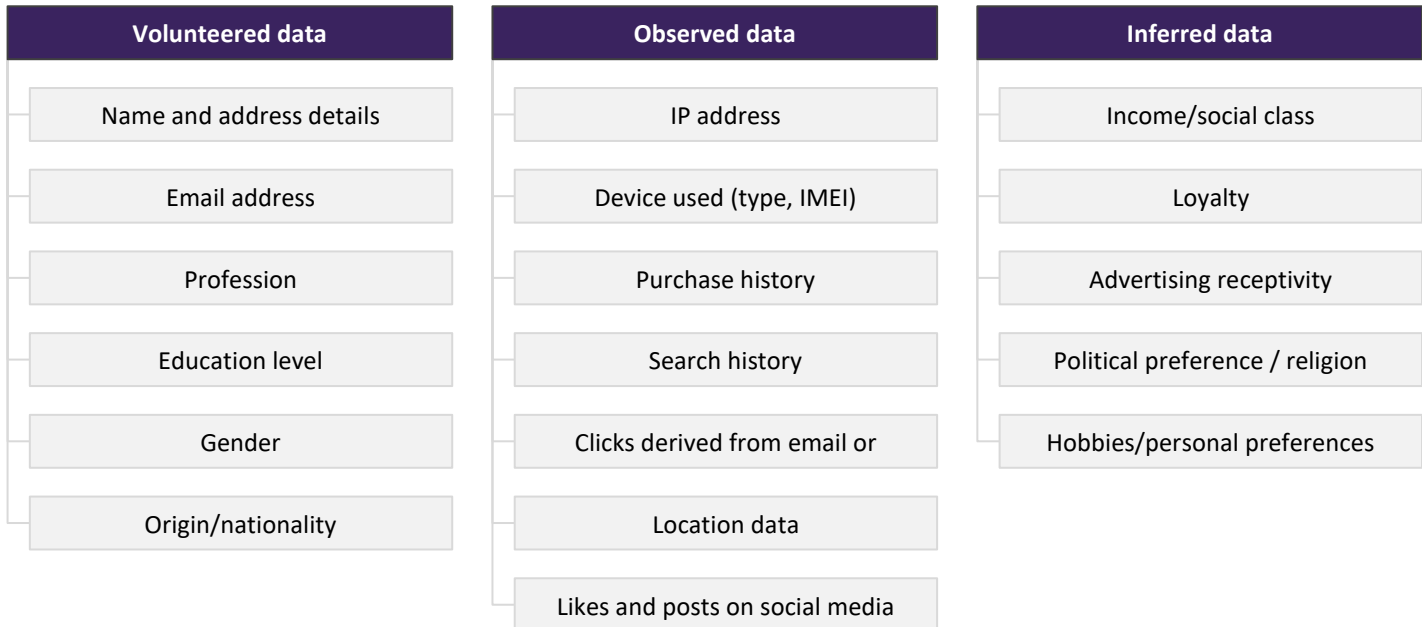 Volunteered data
Name and address details
Email address
Profession
Education level
Gender
Origin/nationality
Observed data
IP address
Device used (type, IMEI)
Purchase history
Search history
Clicks derived from email or
Location data
Likes and posts on social media
Inferred data
Income/social class
Loyalty
Advertising receptivity
Political preference / religion
Hobbies/personal preferences